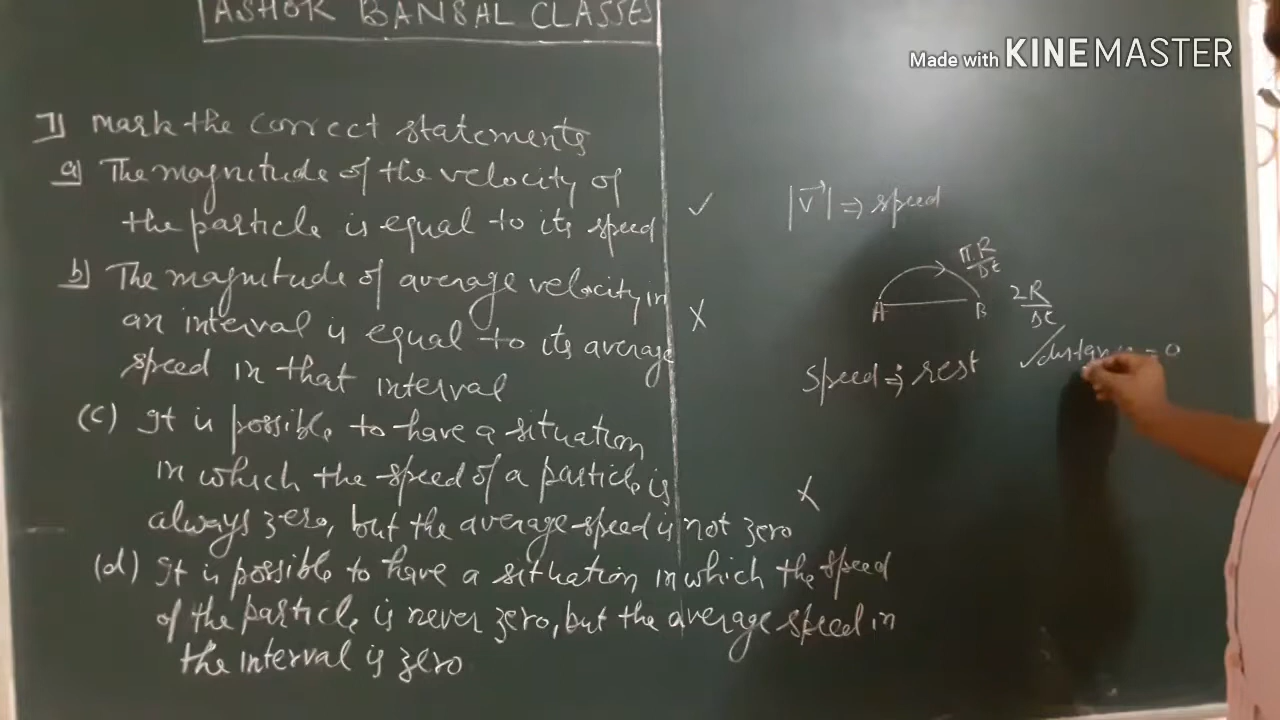 ASHOK BANSAL CLASSES
Made with KINEMASTER
7) Mark the correct statements
a) The magnitude of the velocity of
the particle is equal to its speed ✓
|v⃗| ⇒ speed
b) The magnitude of average velocity in
an interval is equal to its average
speed in that interval
X
πR/Δt
2R/Δt
A B
speed ⇒ rest
✓ distance = 0
(c) It is possible to have a situation
in which the speed of a particle is
always zero, but the average speed is not zero
X
(d) It is possible to have a situation in which the speed
of the particle is never zero, but the average speed in
the interval is zero